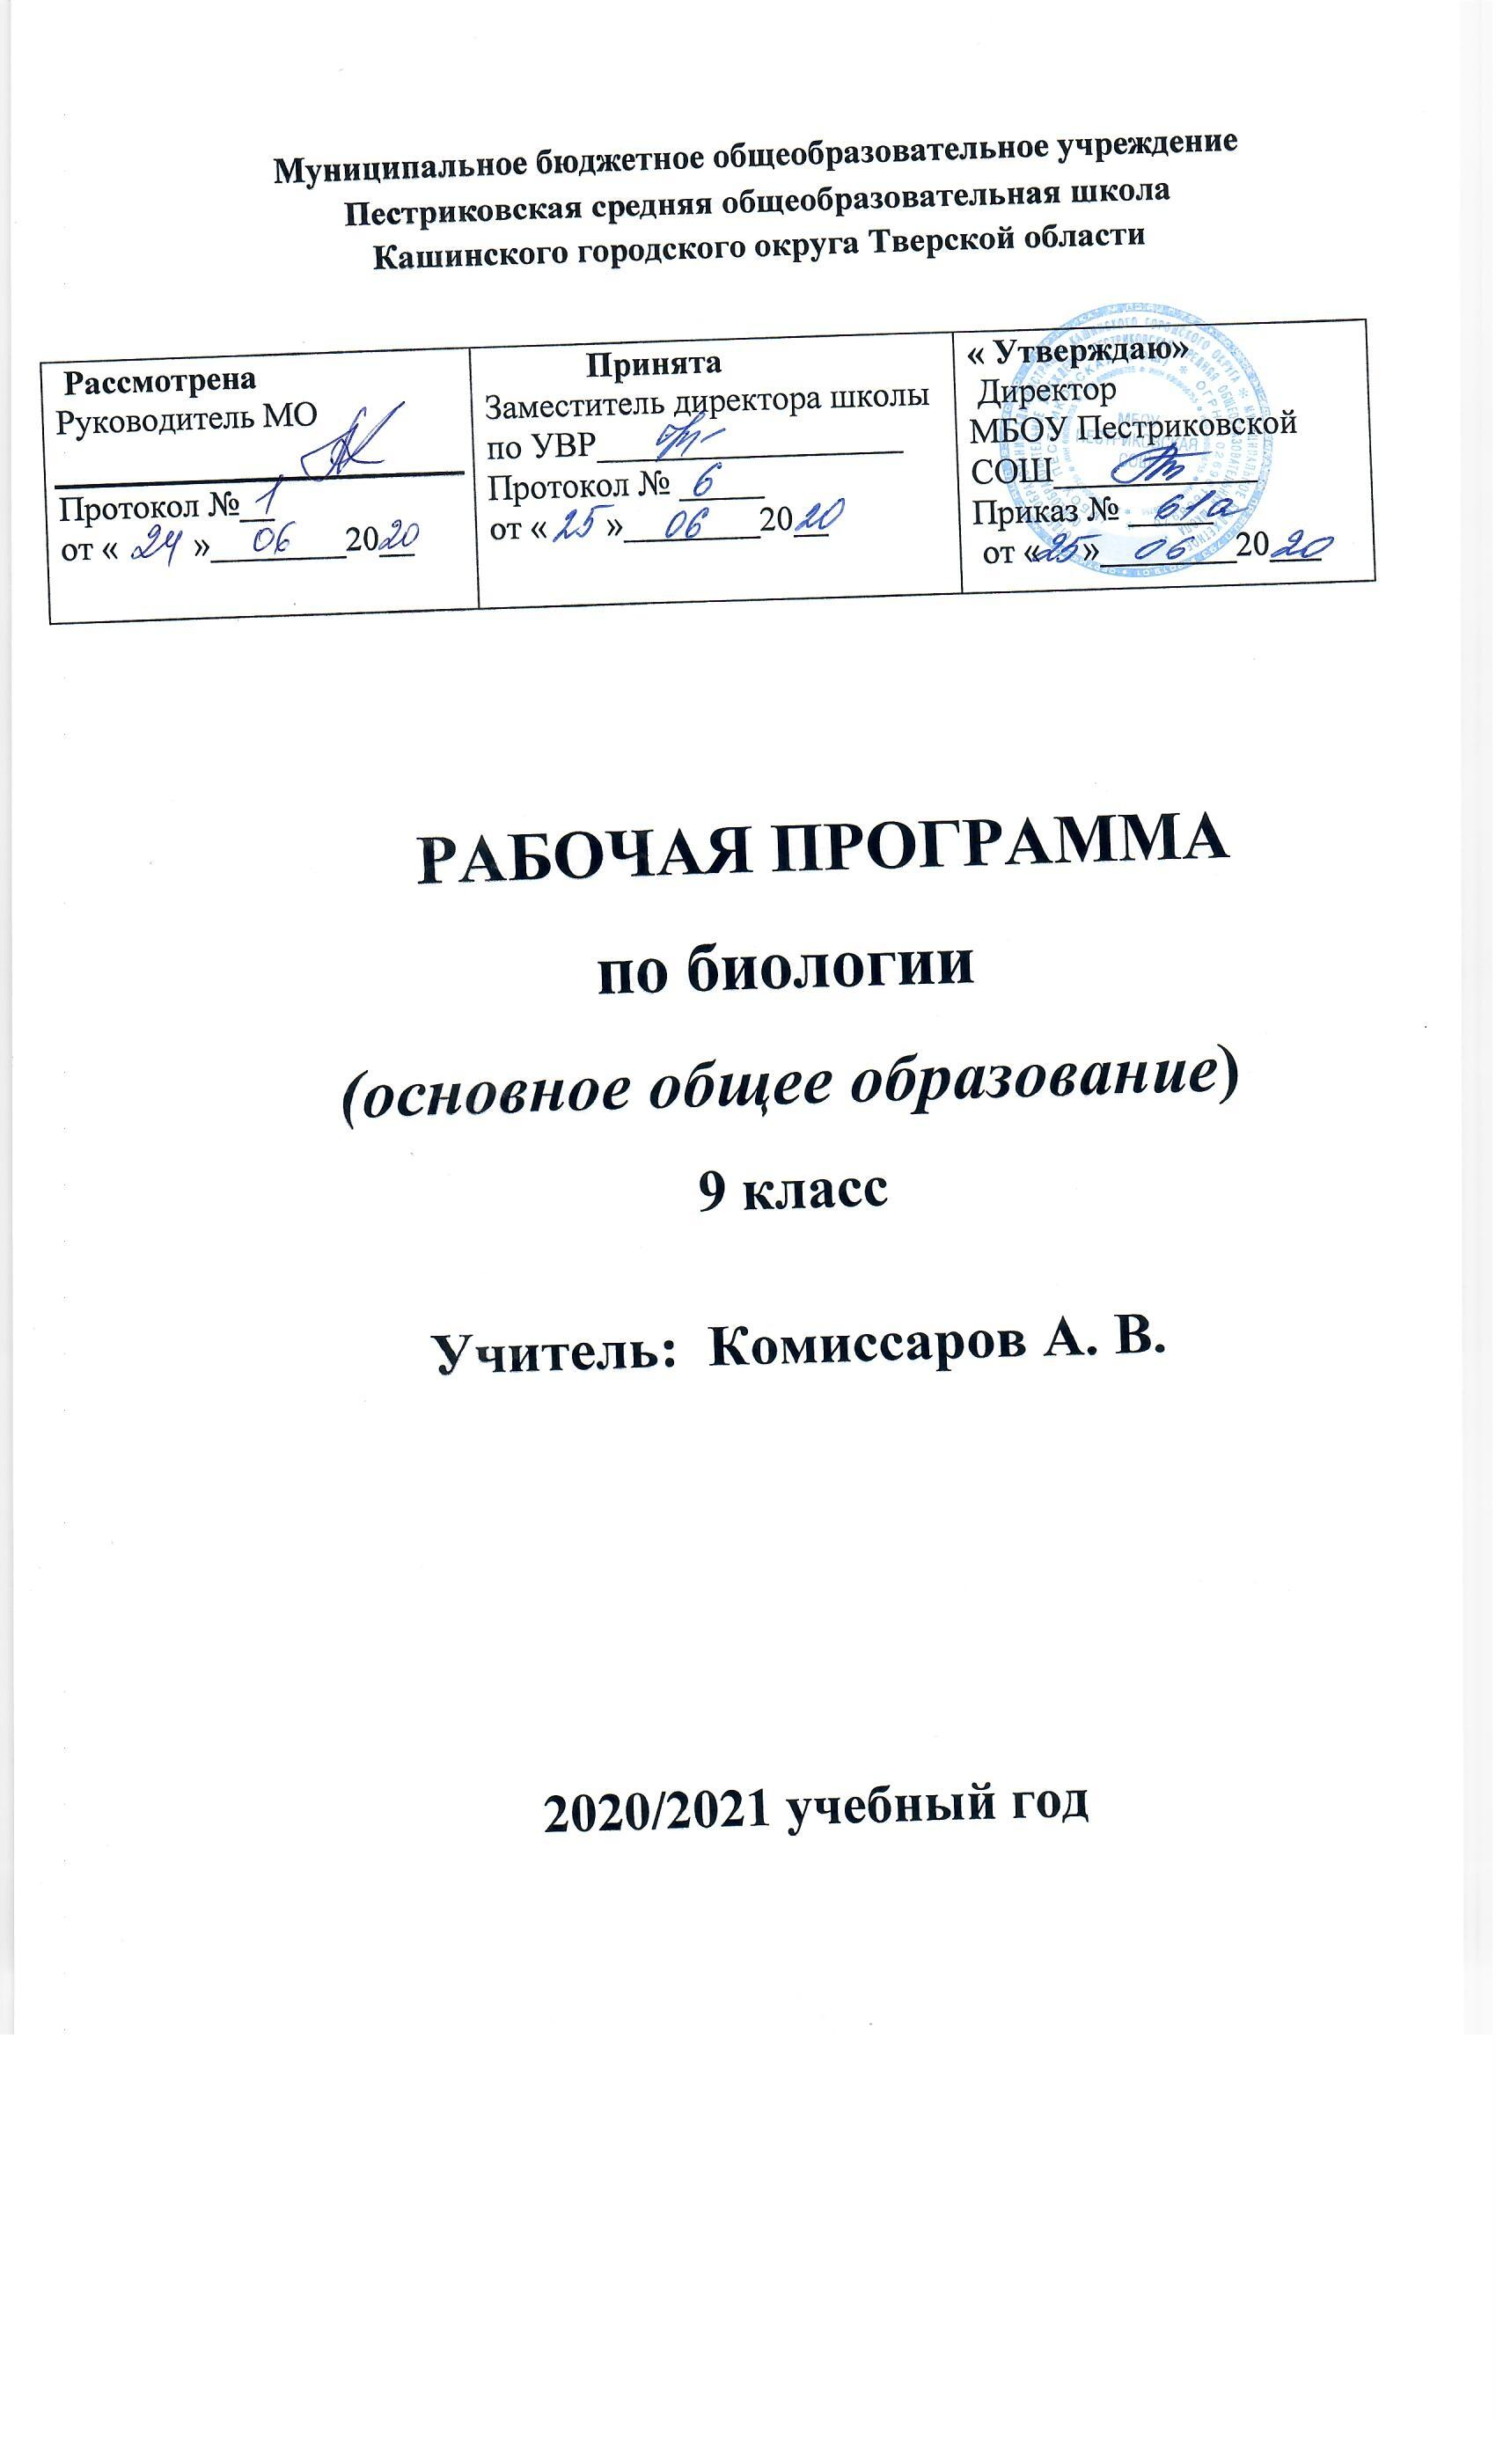 Муниципальное бюджетное общеобразовательное учреждение
Пестриковская средняя общеобразовательная школа
Кашинского городского округа Тверской области
Рассмотрена
Руководитель МО
Протокол № 1
от « 24 » 06 2020
Принята
Заместитель директора школы
по УВР
Протокол № 6
от « 25 » 06 2020
« Утверждаю»
Директор
МБОУ Пестриковской
СОШ
Приказ № 61а
от «25» 06 2020
РАБОЧАЯ ПРОГРАММА
по биологии
(основное общее образование)
9 класс
Учитель: Комиссаров А. В.
2020/2021 учебный год